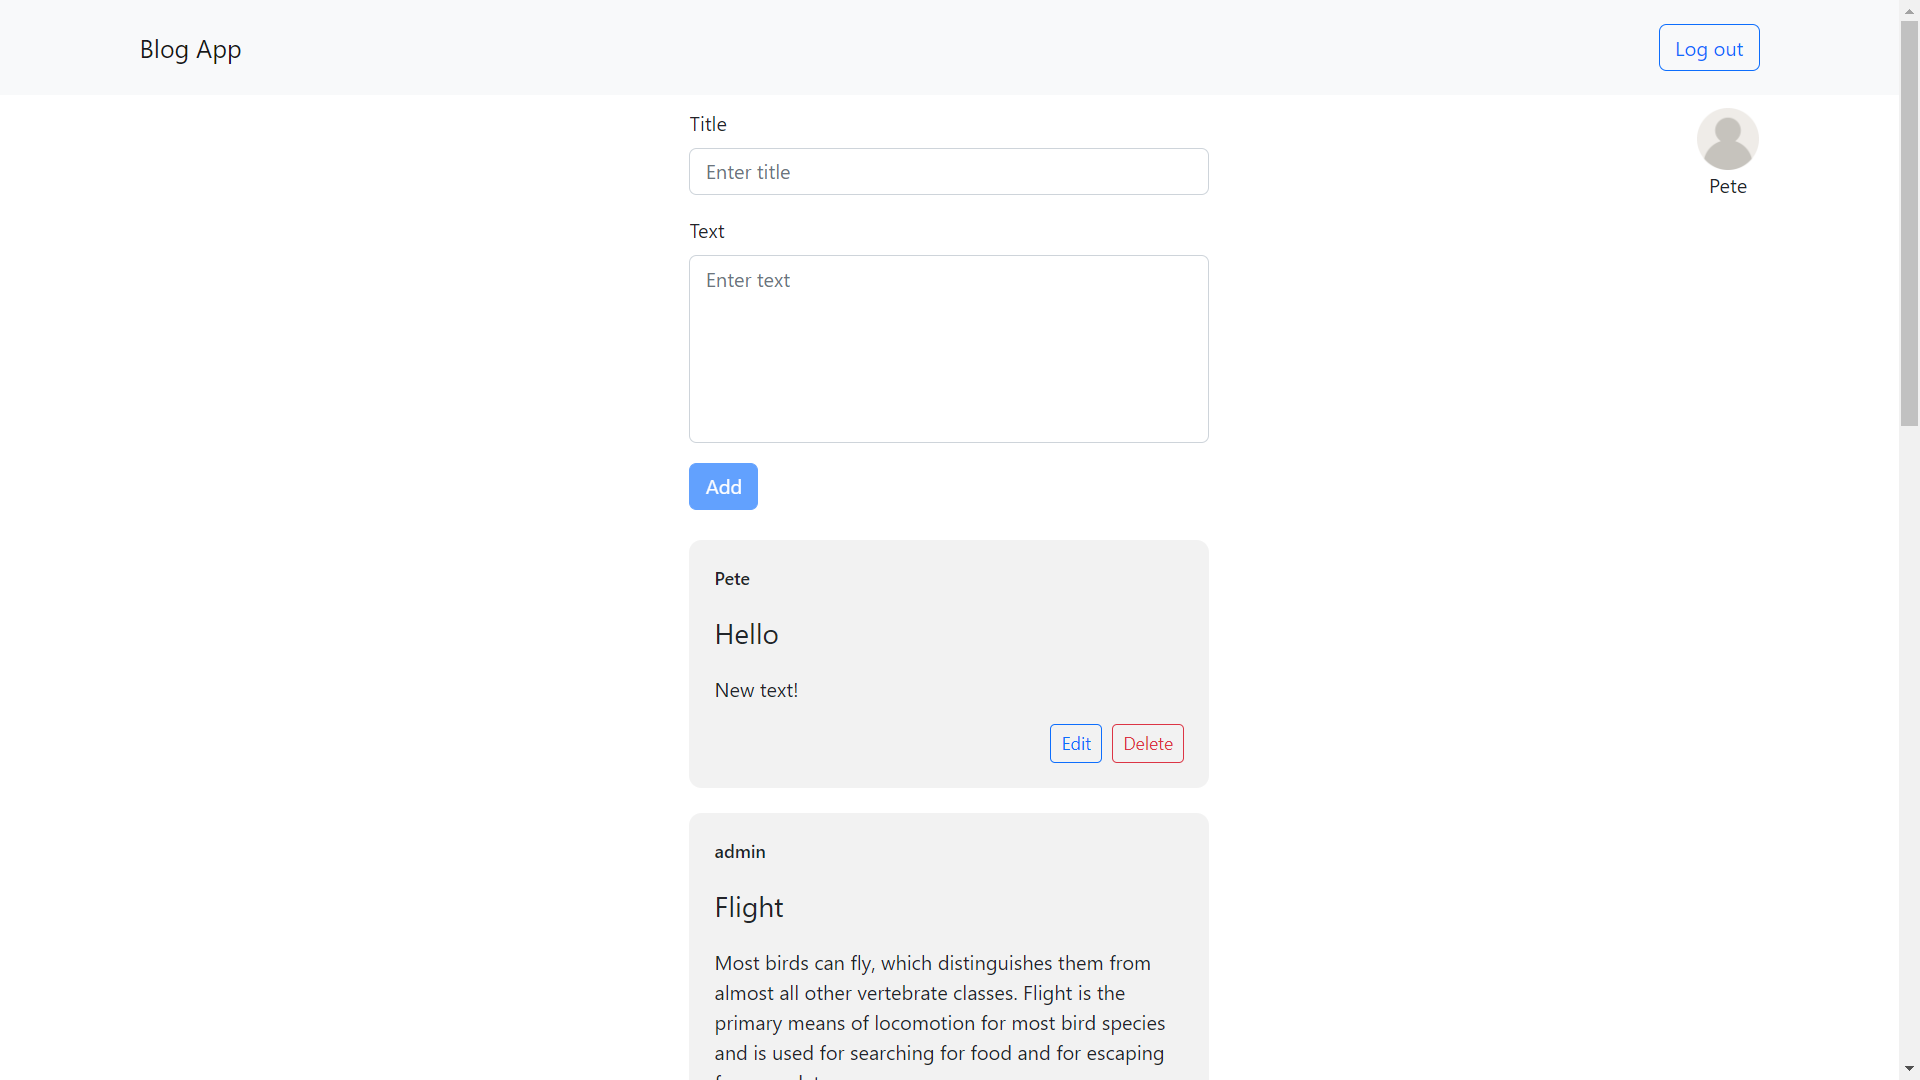 Blog App
Log out
Title
Enter title
Pete
Text
Enter text
Add
Pete
Hello
New text!
Edit Delete
admin
Flight
Most birds can fly, which distinguishes them from
almost all other vertebrate classes. Flight is the
primary means of locomotion for most bird species
and is used for searching for food and for escaping